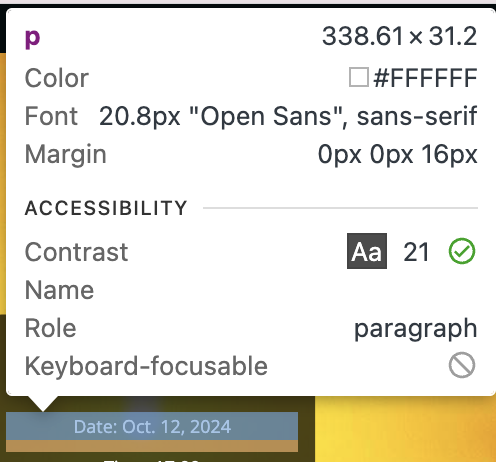 p 338.61 × 31.2
Color #FFFFFF
Font 20.8px "Open Sans", sans-serif
Margin 0px 0px 16px
ACCESSIBILITY
Contrast Aa 21
Name
Role paragraph
Keyboard-focusable
Date: Oct. 12, 2024